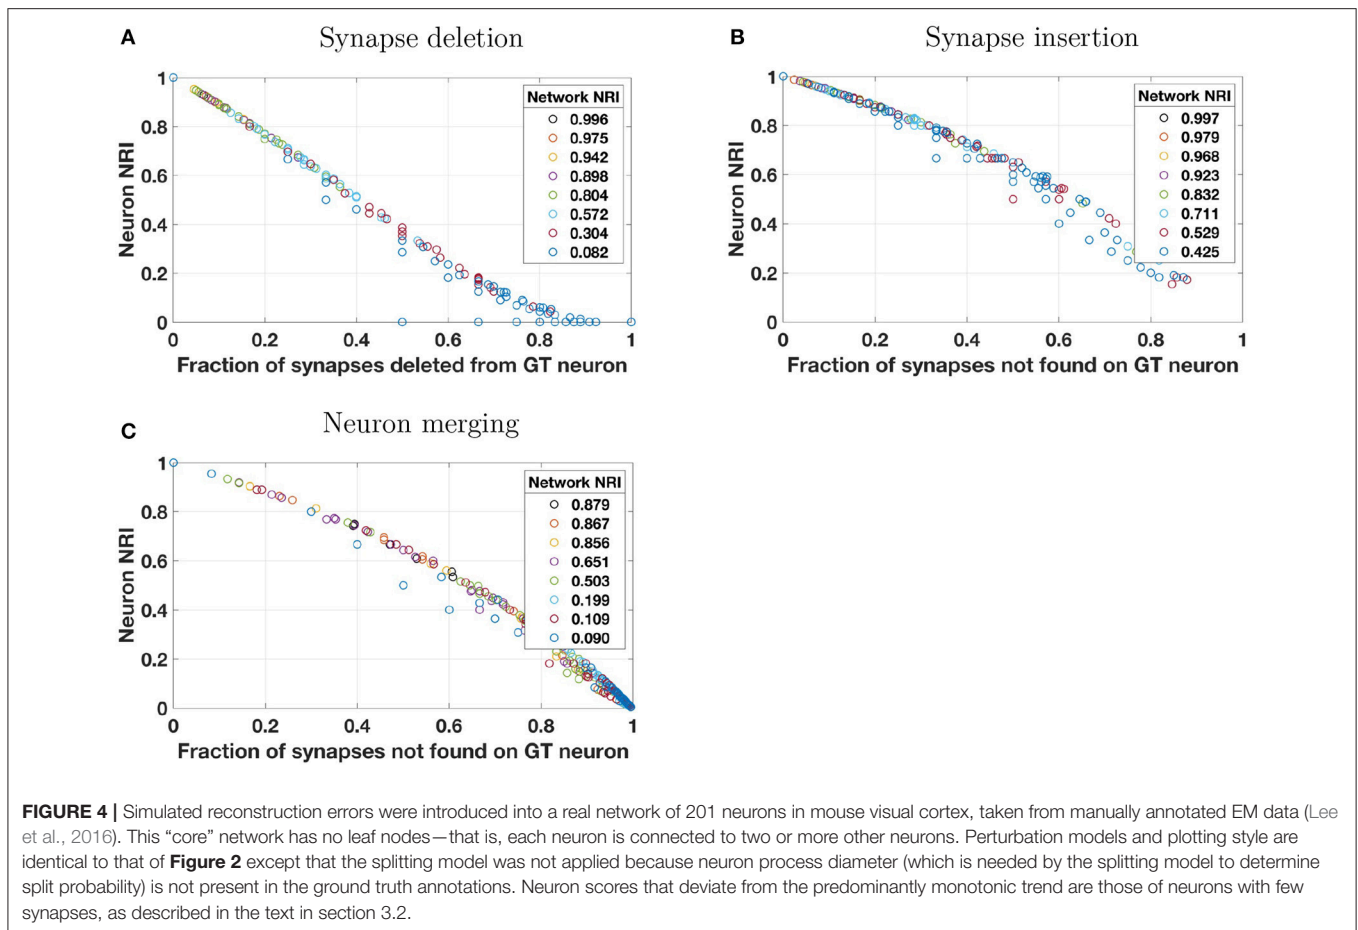 A
Synapse deletion
1
0.8
0.6
0.4
0.2
0
Neuron NRI
Network NRI
0.996
0.975
0.942
0.898
0.804
0.572
0.304
0.082
0 0.2 0.4 0.6 0.8 1
Fraction of synapses deleted from GT neuron
B
Synapse insertion
1
0.8
0.6
0.4
0.2
0
Neuron NRI
Network NRI
0.997
0.979
0.968
0.923
0.832
0.711
0.529
0.425
0 0.2 0.4 0.6 0.8 1
Fraction of synapses not found on GT neuron
C
Neuron merging
1
0.8
0.6
0.4
0.2
0
Neuron NRI
Network NRI
0.879
0.867
0.856
0.651
0.503
0.199
0.109
0.090
0 0.2 0.4 0.6 0.8 1
Fraction of synapses not found on GT neuron
FIGURE 4 | Simulated reconstruction errors were introduced into a real network of 201 neurons in mouse visual cortex, taken from manually annotated EM data (Lee
et al., 2016). This “core” network has no leaf nodes—that is, each neuron is connected to two or more other neurons. Perturbation models and plotting style are
identical to that of Figure 2 except that the splitting model was not applied because neuron process diameter (which is needed by the splitting model to determine
split probability) is not present in the ground truth annotations. Neuron scores that deviate from the predominantly monotonic trend are those of neurons with few
synapses, as described in the text in section 3.2.